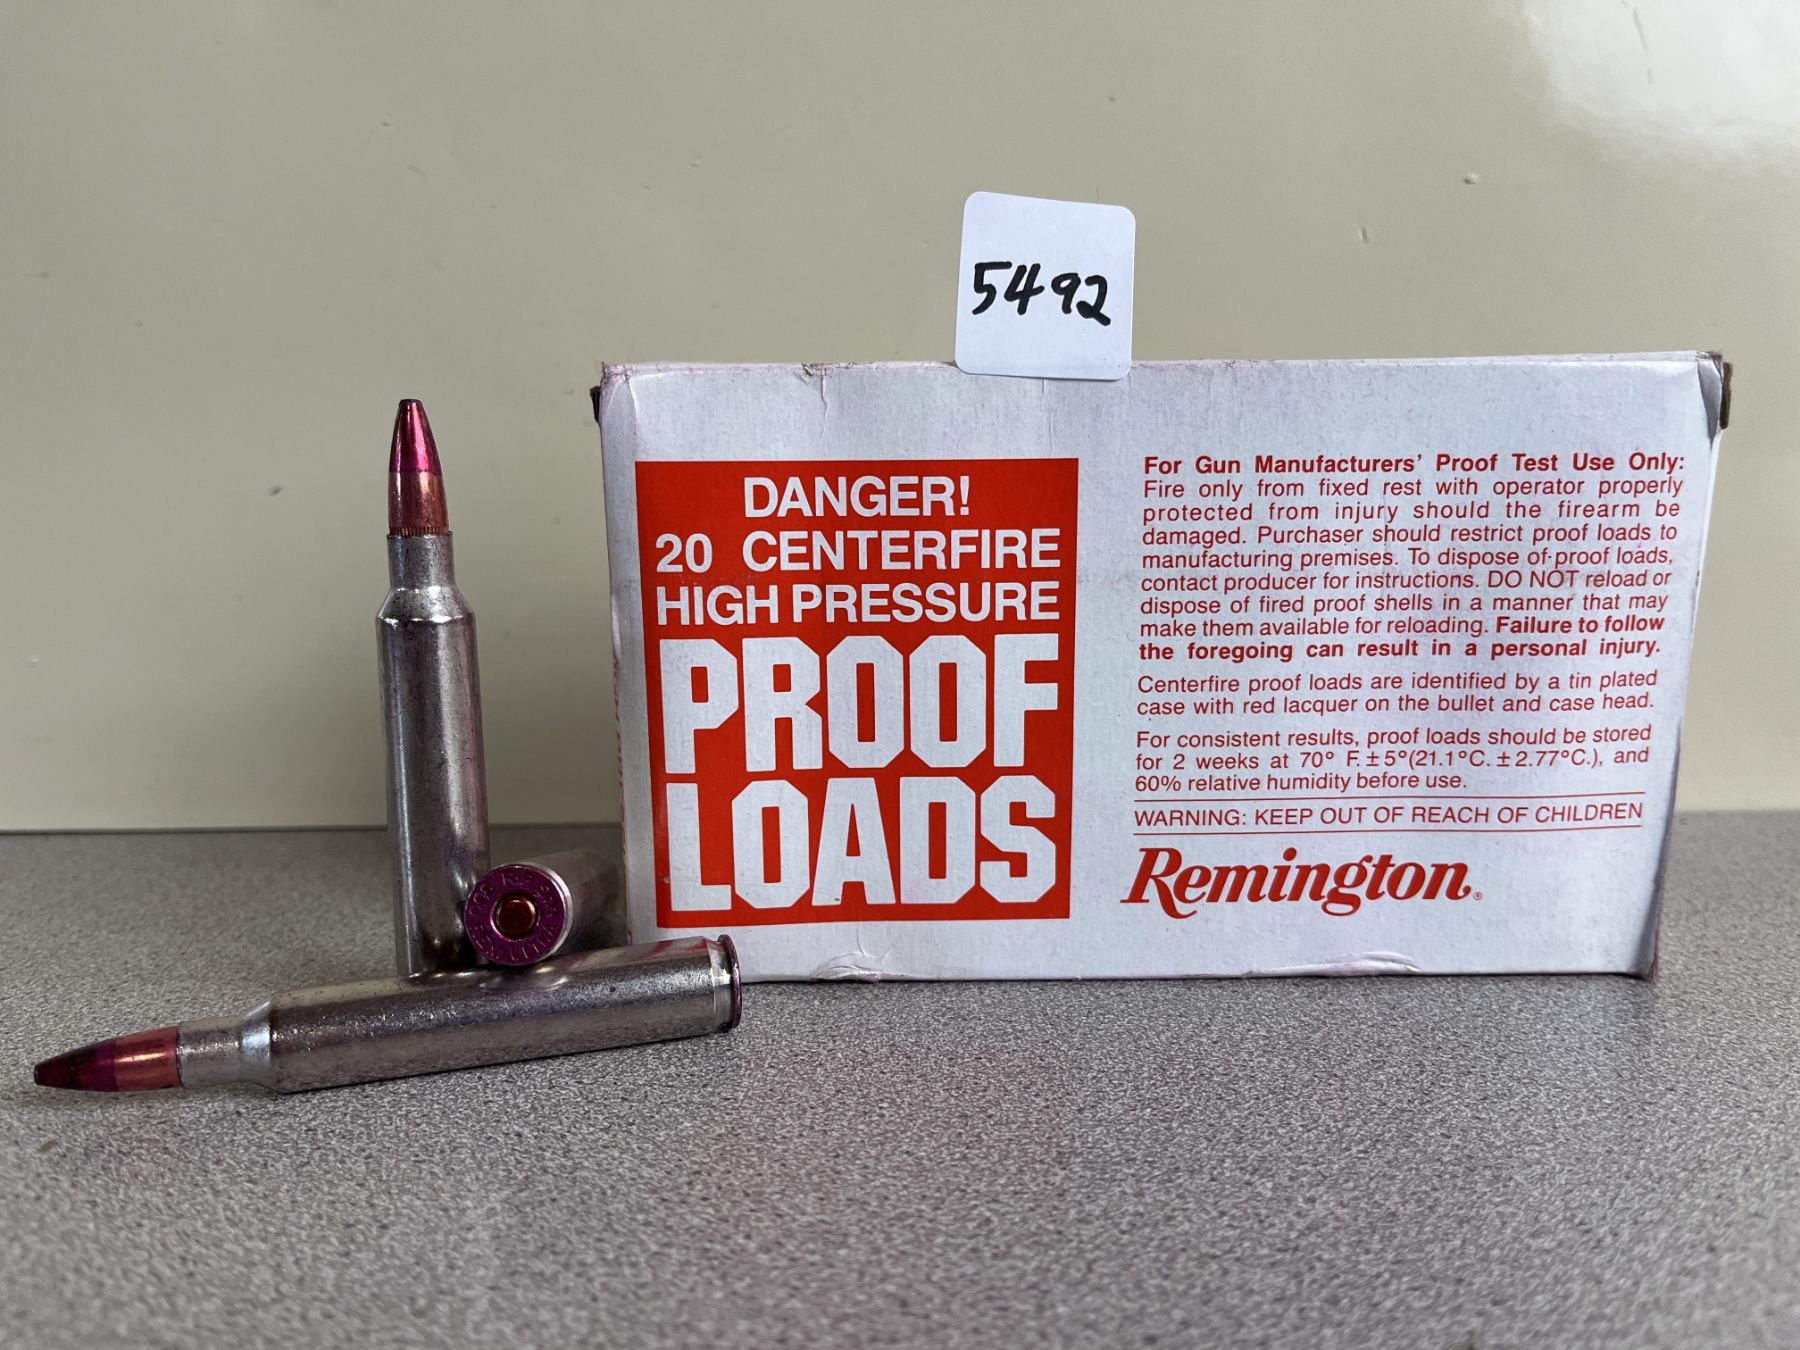 5492
DANGER!
20 CENTERFIRE
HIGH PRESSURE
PROOF
LOADS
For Gun Manufacturers' Proof Test Use Only:
Fire only from fixed rest with operator properly
protected from injury should the firearm be
damaged. Purchaser should restrict proof loads to
manufacturing premises. To dispose of proof loads,
contact producer for instructions. DO NOT reload or
dispose of fired proof shells in a manner that may
make them available for reloading. Failure to follow
the foregoing can result in a personal injury.
Centerfire proof loads are identified by a tin plated
case with red lacquer on the bullet and case head.
For consistent results, proof loads should be stored
for 2 weeks at 70° F. ± 5° (21.1°C. ± 2.77°C.), and
60% relative humidity before use.
WARNING: KEEP OUT OF REACH OF CHILDREN
Remington®